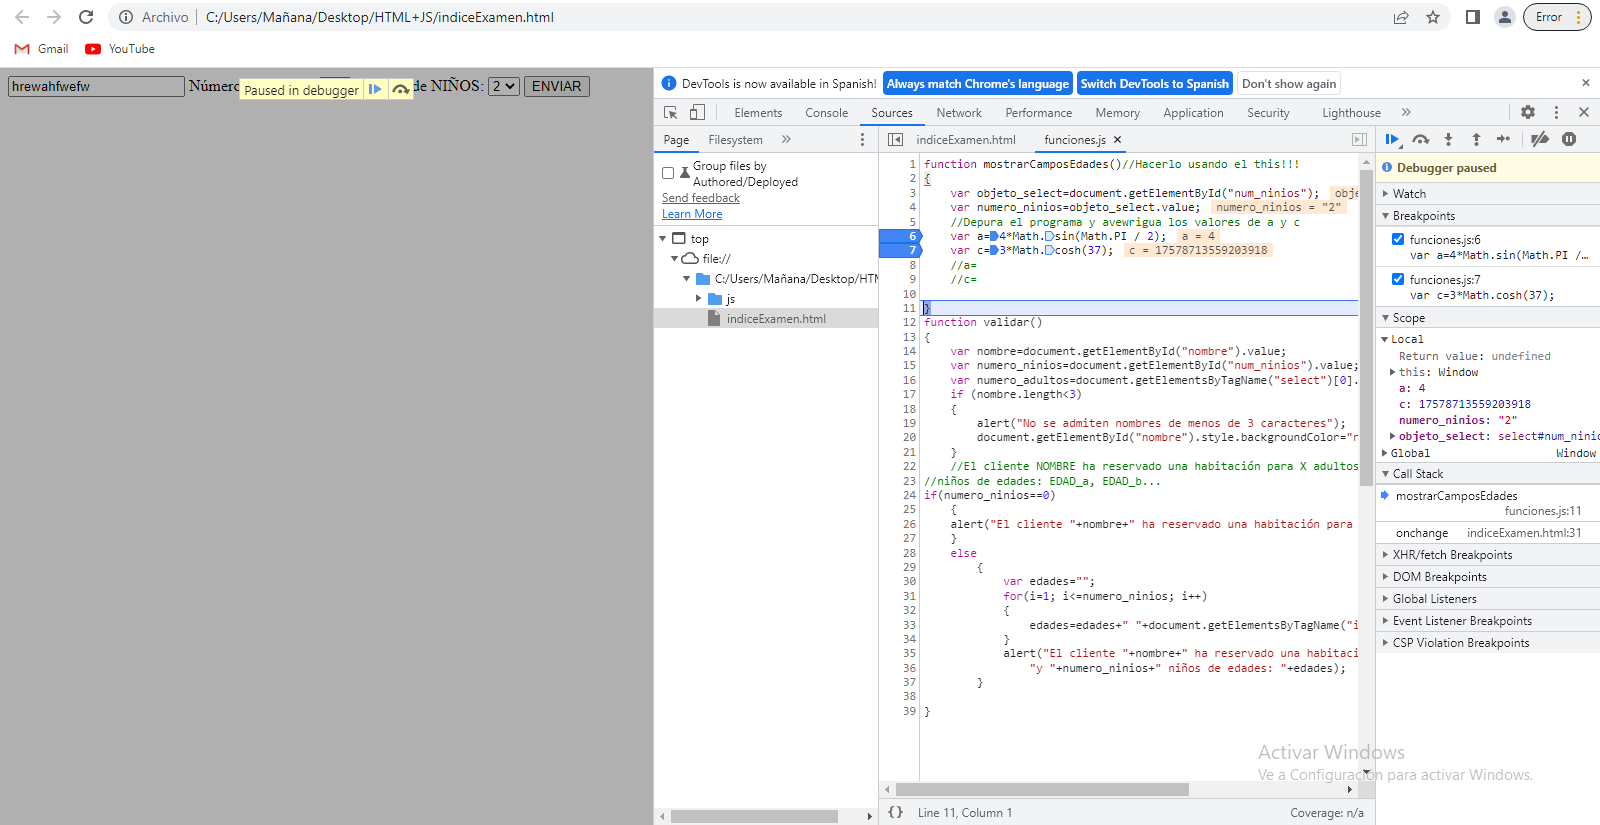 Archivo | C:/Users/Mañana/Desktop/HTML+JS/indiceExamen.html
Error
Gmail YouTube
hrewahfwefw Número Paused in debugger de NIÑOS: 2 ENVIAR
DevTools is now available in Spanish! Always match Chrome's language Switch DevTools to Spanish Don't show again
Elements Console Sources Network Performance Memory Application Security Lighthouse
Page Filesystem
Group files by
Authored/Deployed
Send feedback
Learn More
top
file://
C:/Users/Mañana/Desktop/HTM
js
indiceExamen.html
indiceExamen.html funciones.js
1 function mostrarCamposEdades()//Hacerlo usando el this!!!
2 {
3 var objeto_select=document.getElementById("num_ninios"); obje
4 var numero_ninios=objeto_select.value; numero_ninios = "2"
5 //Depura el programa y avewrigua los valores de a y c
6 var a=4*Math.sin(Math.PI / 2); a = 4
7 var c=3*Math.cosh(37); c = 17578713559203918
8 //a=
9 //c=
10
11 }
12 function validar()
13 {
14 var nombre=document.getElementById("nombre").value;
15 var numero_ninios=document.getElementById("num_ninios").value;
16 var numero_adultos=document.getElementsByTagName("select")[0].
17 if (nombre.length<3)
18 {
19 alert("No se admiten nombres de menos de 3 caracteres");
20 document.getElementById("nombre").style.backgroundColor="r
21 }
22 //El cliente NOMBRE ha reservado una habitación para X adultos
23 //niños de edades: EDAD_a, EDAD_b...
24 if(numero_ninios==0)
25 {
26 alert("El cliente "+nombre+" ha reservado una habitación para
27 }
28 else
29 {
30 var edades="";
31 for(i=1; i<=numero_ninios; i++)
32 {
33 edades=edades+" "+document.getElementsByTagName("i
34 }
35 alert("El cliente "+nombre+" ha reservado una habitaci
36 "y "+numero_ninios+" niños de edades: "+edades);
37 }
38
39 }
{} Line 11, Column 1 Coverage: n/a
Debugger paused
Watch
Breakpoints
funciones.js:6
var a=4*Math.sin(Math.PI /…
funciones.js:7
var c=3*Math.cosh(37);
Scope
Local
Return value: undefined
this: Window
a: 4
c: 17578713559203918
numero_ninios: "2"
objeto_select: select#num_ninio
Global Window
Call Stack
mostrarCamposEdades
funciones.js:11
onchange indiceExamen.html:31
XHR/fetch Breakpoints
DOM Breakpoints
Global Listeners
Event Listener Breakpoints
CSP Violation Breakpoints
Activar Windows
Ve a Configuración para activar Windows.